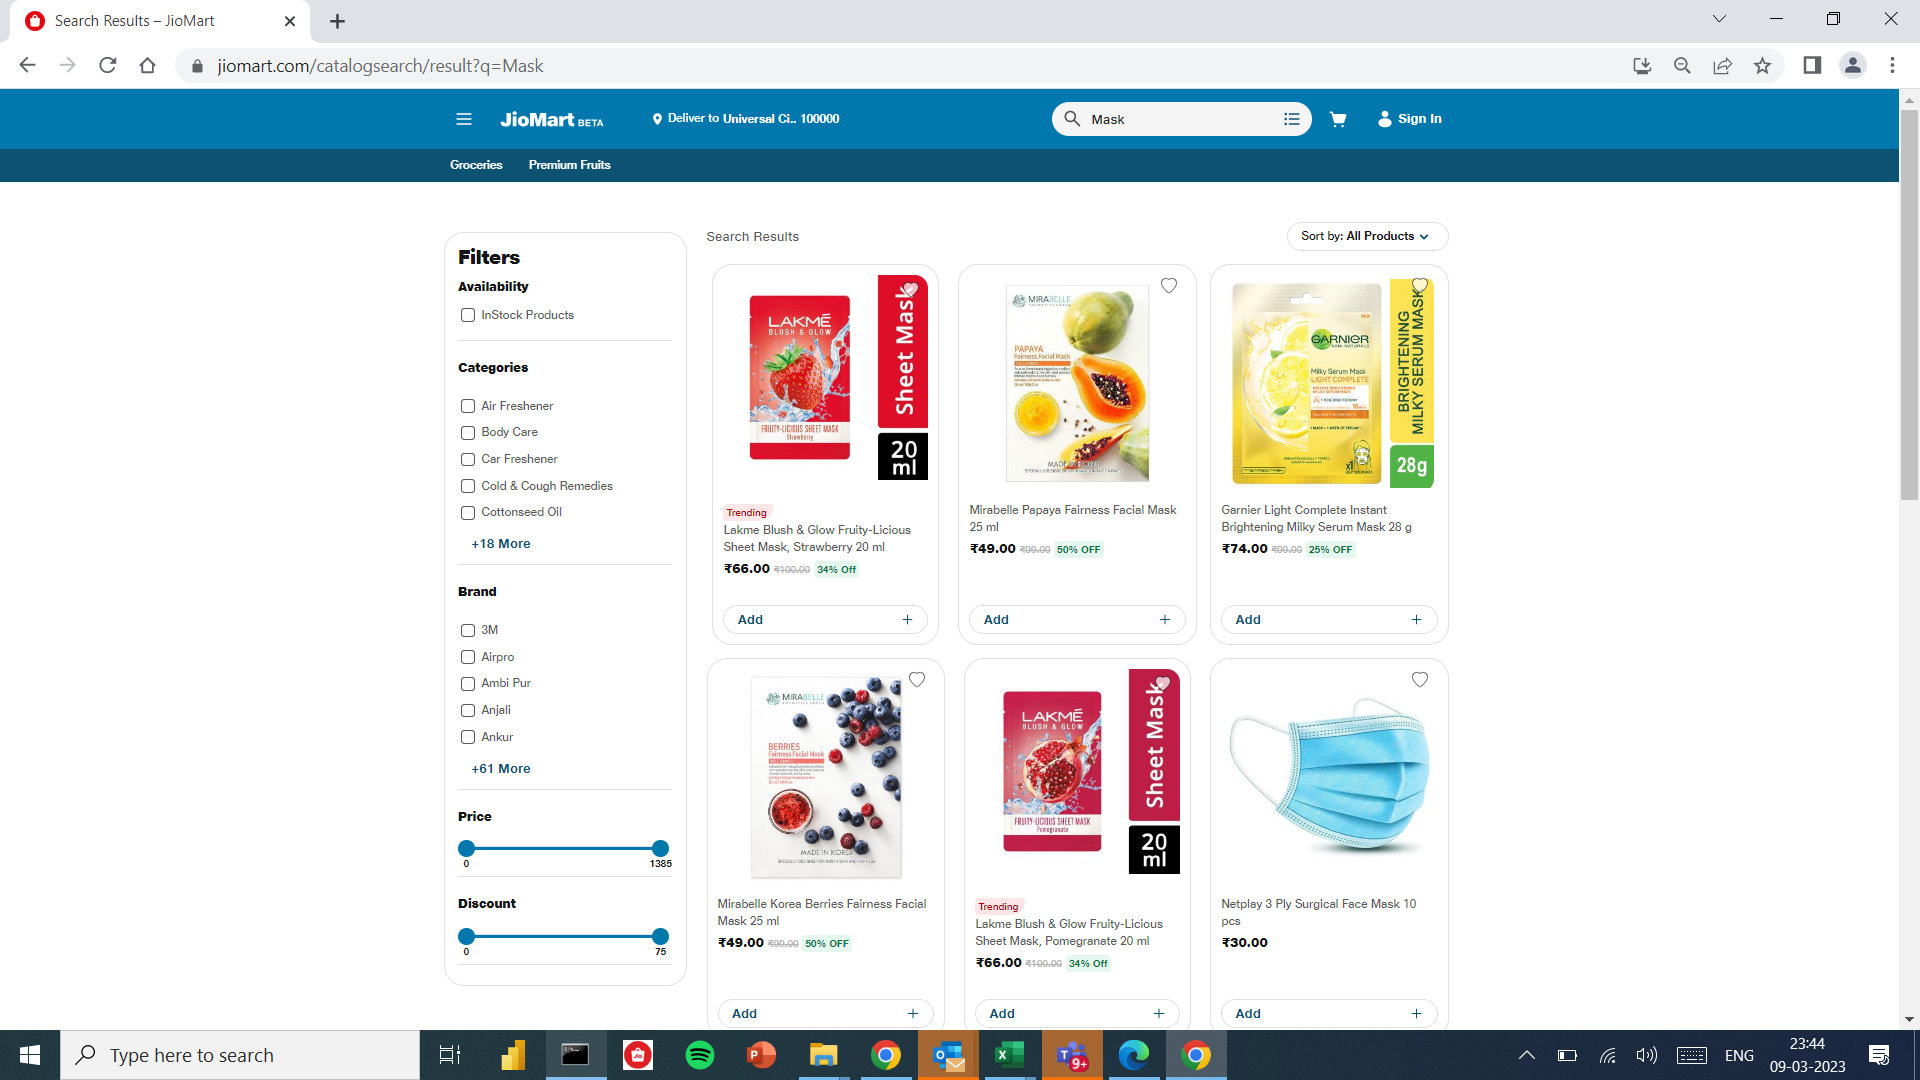 Search Results – JioMart
jiomart.com/catalogsearch/result?q=Mask
JioMart BETA
Deliver to Universal Ci.. 100000
Mask
Sign In
Groceries
Premium Fruits
Filters
Availability
InStock Products
Categories
Air Freshener
Body Care
Car Freshener
Cold & Cough Remedies
Cottonseed Oil
+18 More
Brand
3M
Airpro
Ambi Pur
Anjali
Ankur
+61 More
Price
0
1385
Discount
0
75
Search Results
Sort by: All Products
LAKMÉ
BLUSH & GLOW
FRUITY-LICIOUS SHEET MASK
Strawberry
Sheet Mask
20
ml
Trending
Lakme Blush & Glow Fruity-Licious
Sheet Mask, Strawberry 20 ml
₹66.00 ₹100.00 34% Off
Add
MIRABELLE
PAPAYA
Fairness Facial Mask
Mirabelle Papaya Fairness Facial Mask
25 ml
₹49.00 ₹99.00 50% OFF
Add
GARNIER
SKIN NATURALS
Milky Serum Mask
LIGHT COMPLETE
BRIGHTENING
MILKY SERUM MASK
28g
Garnier Light Complete Instant
Brightening Milky Serum Mask 28 g
₹74.00 ₹99.00 25% OFF
Add
MIRABELLE
BERRIES
Fairness Facial Mask
MADE IN KOREA
Mirabelle Korea Berries Fairness Facial
Mask 25 ml
₹49.00 ₹99.00 50% OFF
Add
LAKMÉ
BLUSH & GLOW
FRUITY-LICIOUS SHEET MASK
Pomegranate
Sheet Mask
20
ml
Trending
Lakme Blush & Glow Fruity-Licious
Sheet Mask, Pomegranate 20 ml
₹66.00 ₹100.00 34% Off
Add
Netplay 3 Ply Surgical Face Mask 10
pcs
₹30.00
Add
Type here to search
9+
ENG
23:44
09-03-2023